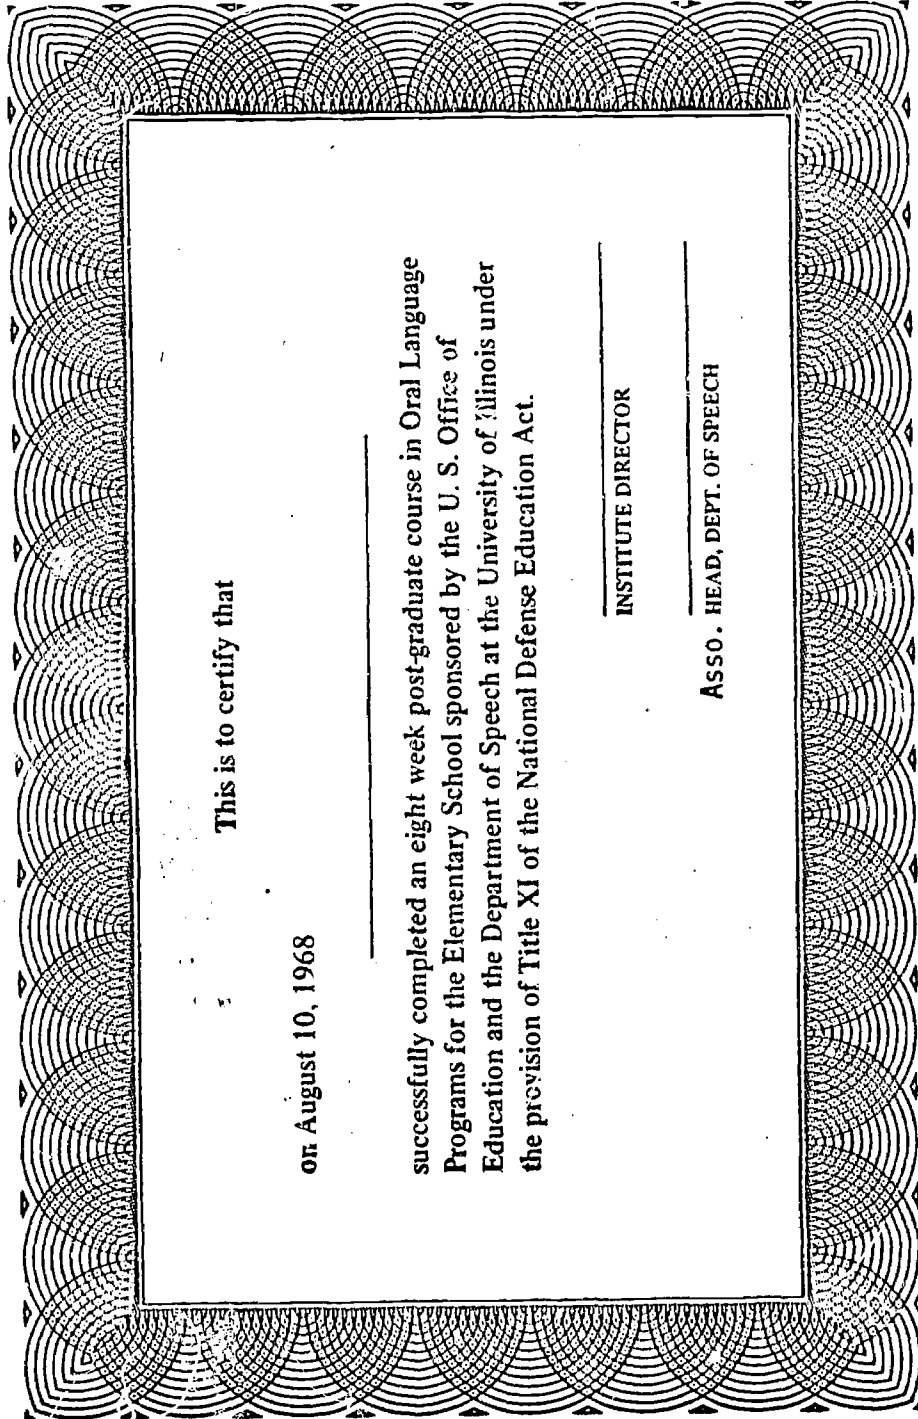 This is to certify that
on August 10, 1968
successfully completed an eight week post-graduate course in Oral Language
Programs for the Elementary School sponsored by the U. S. Office of
Education and the Department of Speech at the University of Illinois under
the provision of Title XI of the National Defense Education Act.
INSTITUTE DIRECTOR
Asso. HEAD, DEPT. OF SPEECH